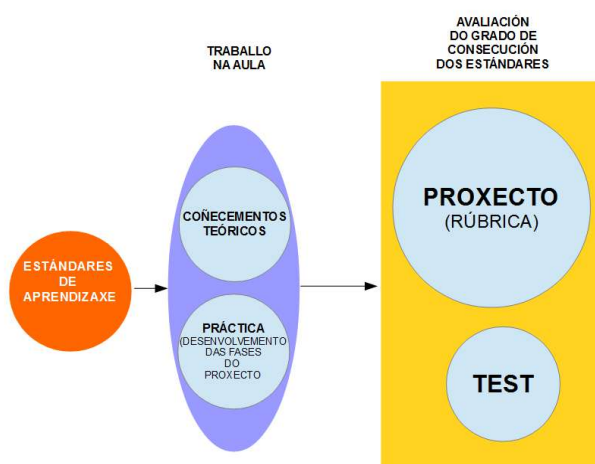 TRABALLO
NA AULA
AVALIACIÓN
DO GRADO DE
CONSECUCIÓN
DOS ESTÁNDARES
ESTÁNDARES
DE
APRENDIZAXE
COÑECEMENTOS
TEÓRICOS
PRÁCTICA
(DESENVOLVEMENTO
DAS FASES
DO
PROXECTO
PROXECTO
(RÚBRICA)
TEST